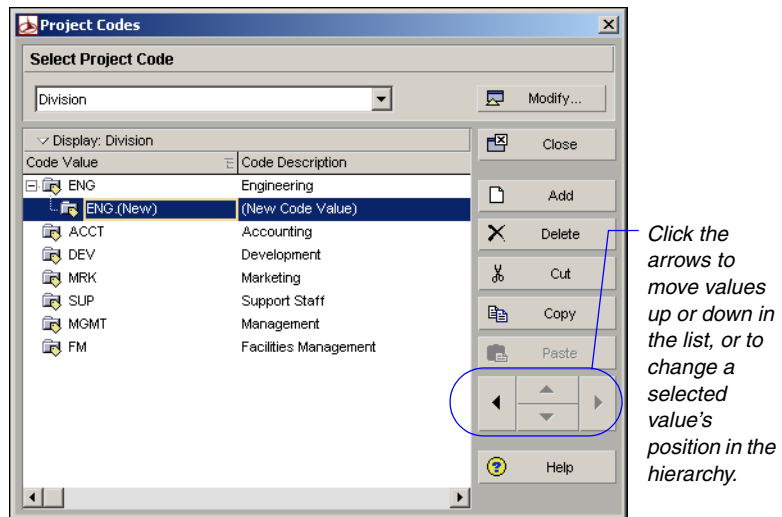 Project Codes
Select Project Code
Division
Modify...
Display: Division
Code Value
Code Description
ENG
Engineering
ENG.(New)
(New Code Value)
ACCT
Accounting
DEV
Development
MRK
Marketing
SUP
Support Staff
MGMT
Management
FM
Facilities Management
Close
Add
Delete
Cut
Copy
Paste
Help
Click the
arrows to
move values
up or down in
the list, or to
change a
selected
value's
position in the
hierarchy.